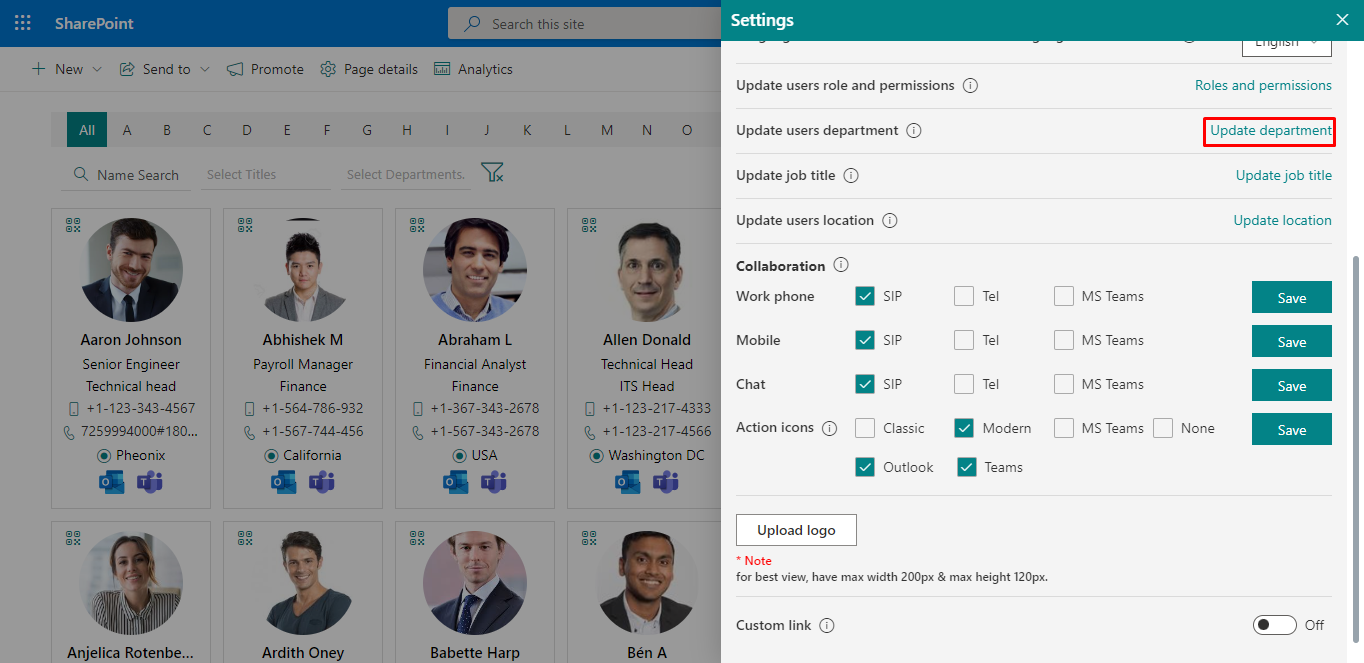 SharePoint
Search this site
New
Send to
Promote
Page details
Analytics
All A B C D E F G H I J K L M N O
Name Search
Select Titles
Select Departments.
Aaron Johnson
Senior Engineer
Technical head
+1-123-343-4567
7259994000#180...
Pheonix
Abhishek M
Payroll Manager
Finance
+1-564-786-932
+1-567-744-456
California
Abraham L
Financial Analyst
Finance
+1-367-343-2678
+1-367-343-2678
USA
Allen Donald
Technical Head
ITS Head
+1-123-217-4333
+1-123-217-4566
Washington DC
Anjelica Rotenbe...
Ardith Oney
Babette Harp
Bén A
Settings
English
Update users role and permissions
Roles and permissions
Update users department
Update department
Update job title
Update job title
Update users location
Update location
Collaboration
Work phone SIP Tel MS Teams Save
Mobile SIP Tel MS Teams Save
Chat SIP Tel MS Teams Save
Action icons Classic Modern MS Teams None Save
Outlook Teams
Upload logo
* Note
for best view, have max width 200px & max height 120px.
Custom link
Off